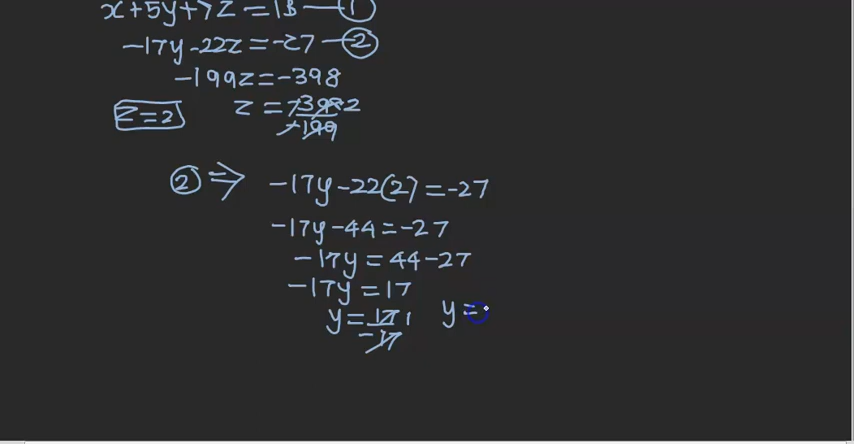 x+5y+7z=13 — ①
-17y-22z=-27 — ②
-199z=-398
z=2 z = -398 2 / -199
② ⇒ -17y-22(2)=-27
-17y-44=-27
-17y=44-27
-17y=17
y=17 1 / -17 y=